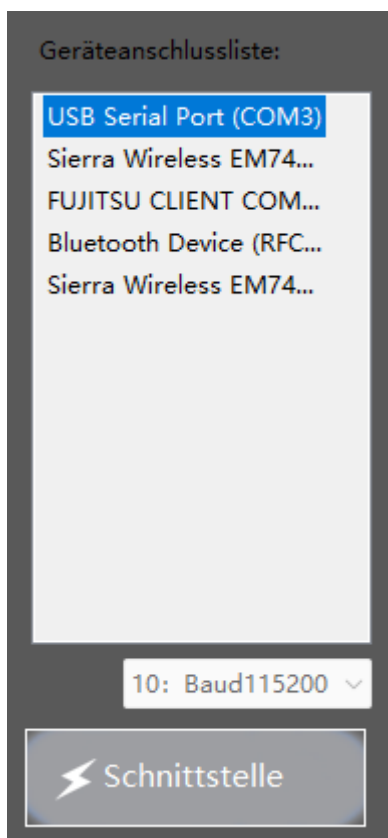 Geräteanschlussliste:
USB Serial Port (COM3)
Sierra Wireless EM74...
FUJITSU CLIENT COM...
Bluetooth Device (RFC...
Sierra Wireless EM74...
10: Baud115200
Schnittstelle